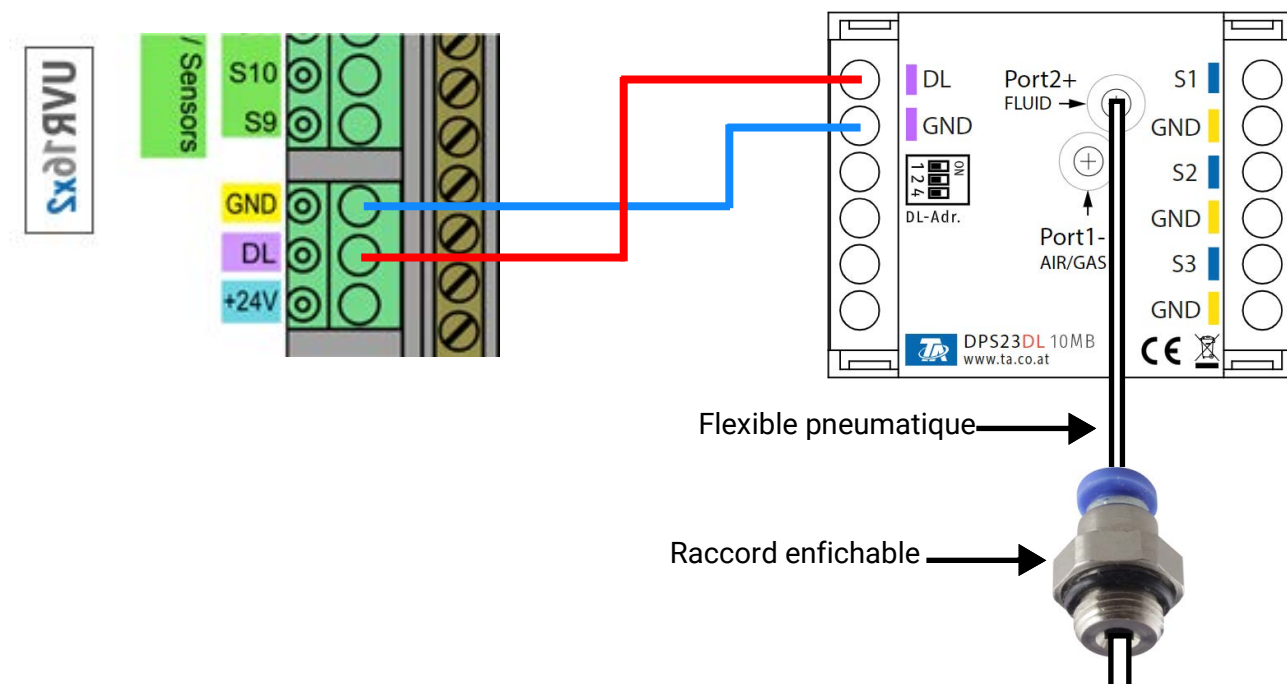 UVR16x2
/ Sensors
S10
S9
GND
DL
+24V
DL
GND
ON
1 2 4
DL-Adr.
Port2+
FLUID
Port1-
AIR/GAS
S1
GND
S2
GND
S3
GND
TA
DPS23DL 10MB
www.ta.co.at
CE
Flexible pneumatique
Raccord enfichable